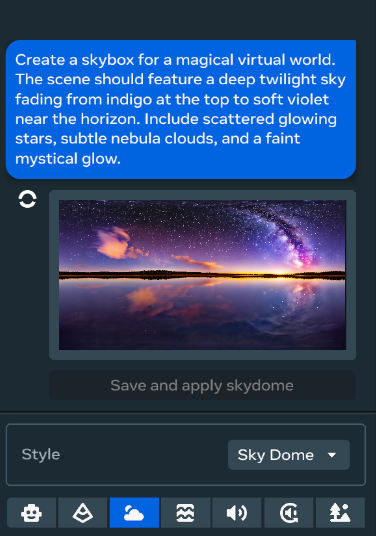 Create a skybox for a magical virtual world.
The scene should feature a deep twilight sky
fading from indigo at the top to soft violet
near the horizon. Include scattered glowing
stars, subtle nebula clouds, and a faint
mystical glow.
Save and apply skydome
Style
Sky Dome